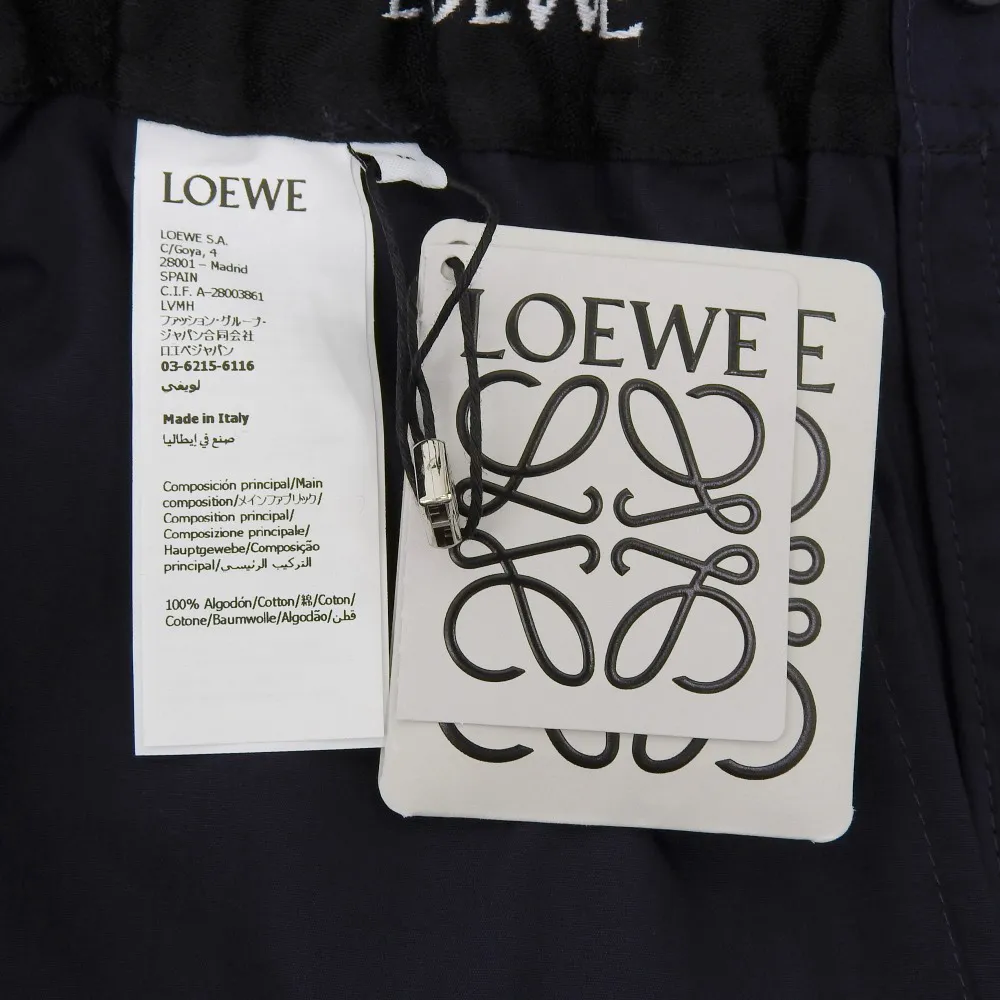 LOEWE
LOEWE
LOEWE S.A.
C/Goya, 4
28001 – Madrid
SPAIN
C.I.F. A-28003861
LVMH
ファッション・グループ・
ジャパン合同会社
ロエベジャパン
03-6215-6116
لويفي
Made in Italy
صنع في إيطاليا
Composición principal/Main
composition/メインファブリック/
Composition principal/
Composizione principale/
Hauptgewebe/Composição
principal/التركيب الرئيسي
100% Algodón/Cotton/綿/Coton/
Cotone/Baumwolle/Algodão/قطن
LOEWE
E